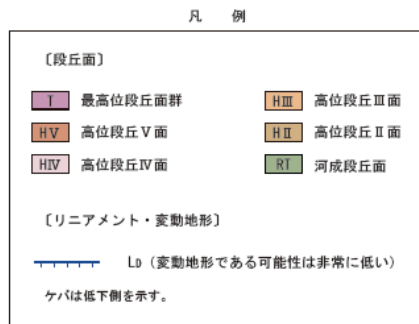 凡 例
〔段丘面〕
T 最高位段丘面群
HⅤ 高位段丘Ⅴ面
HⅣ 高位段丘Ⅳ面
HⅢ 高位段丘Ⅲ面
HⅡ 高位段丘Ⅱ面
RT 河成段丘面
〔リニアメント・変動地形〕
LD（変動地形である可能性は非常に低い）
ケバは低下側を示す。